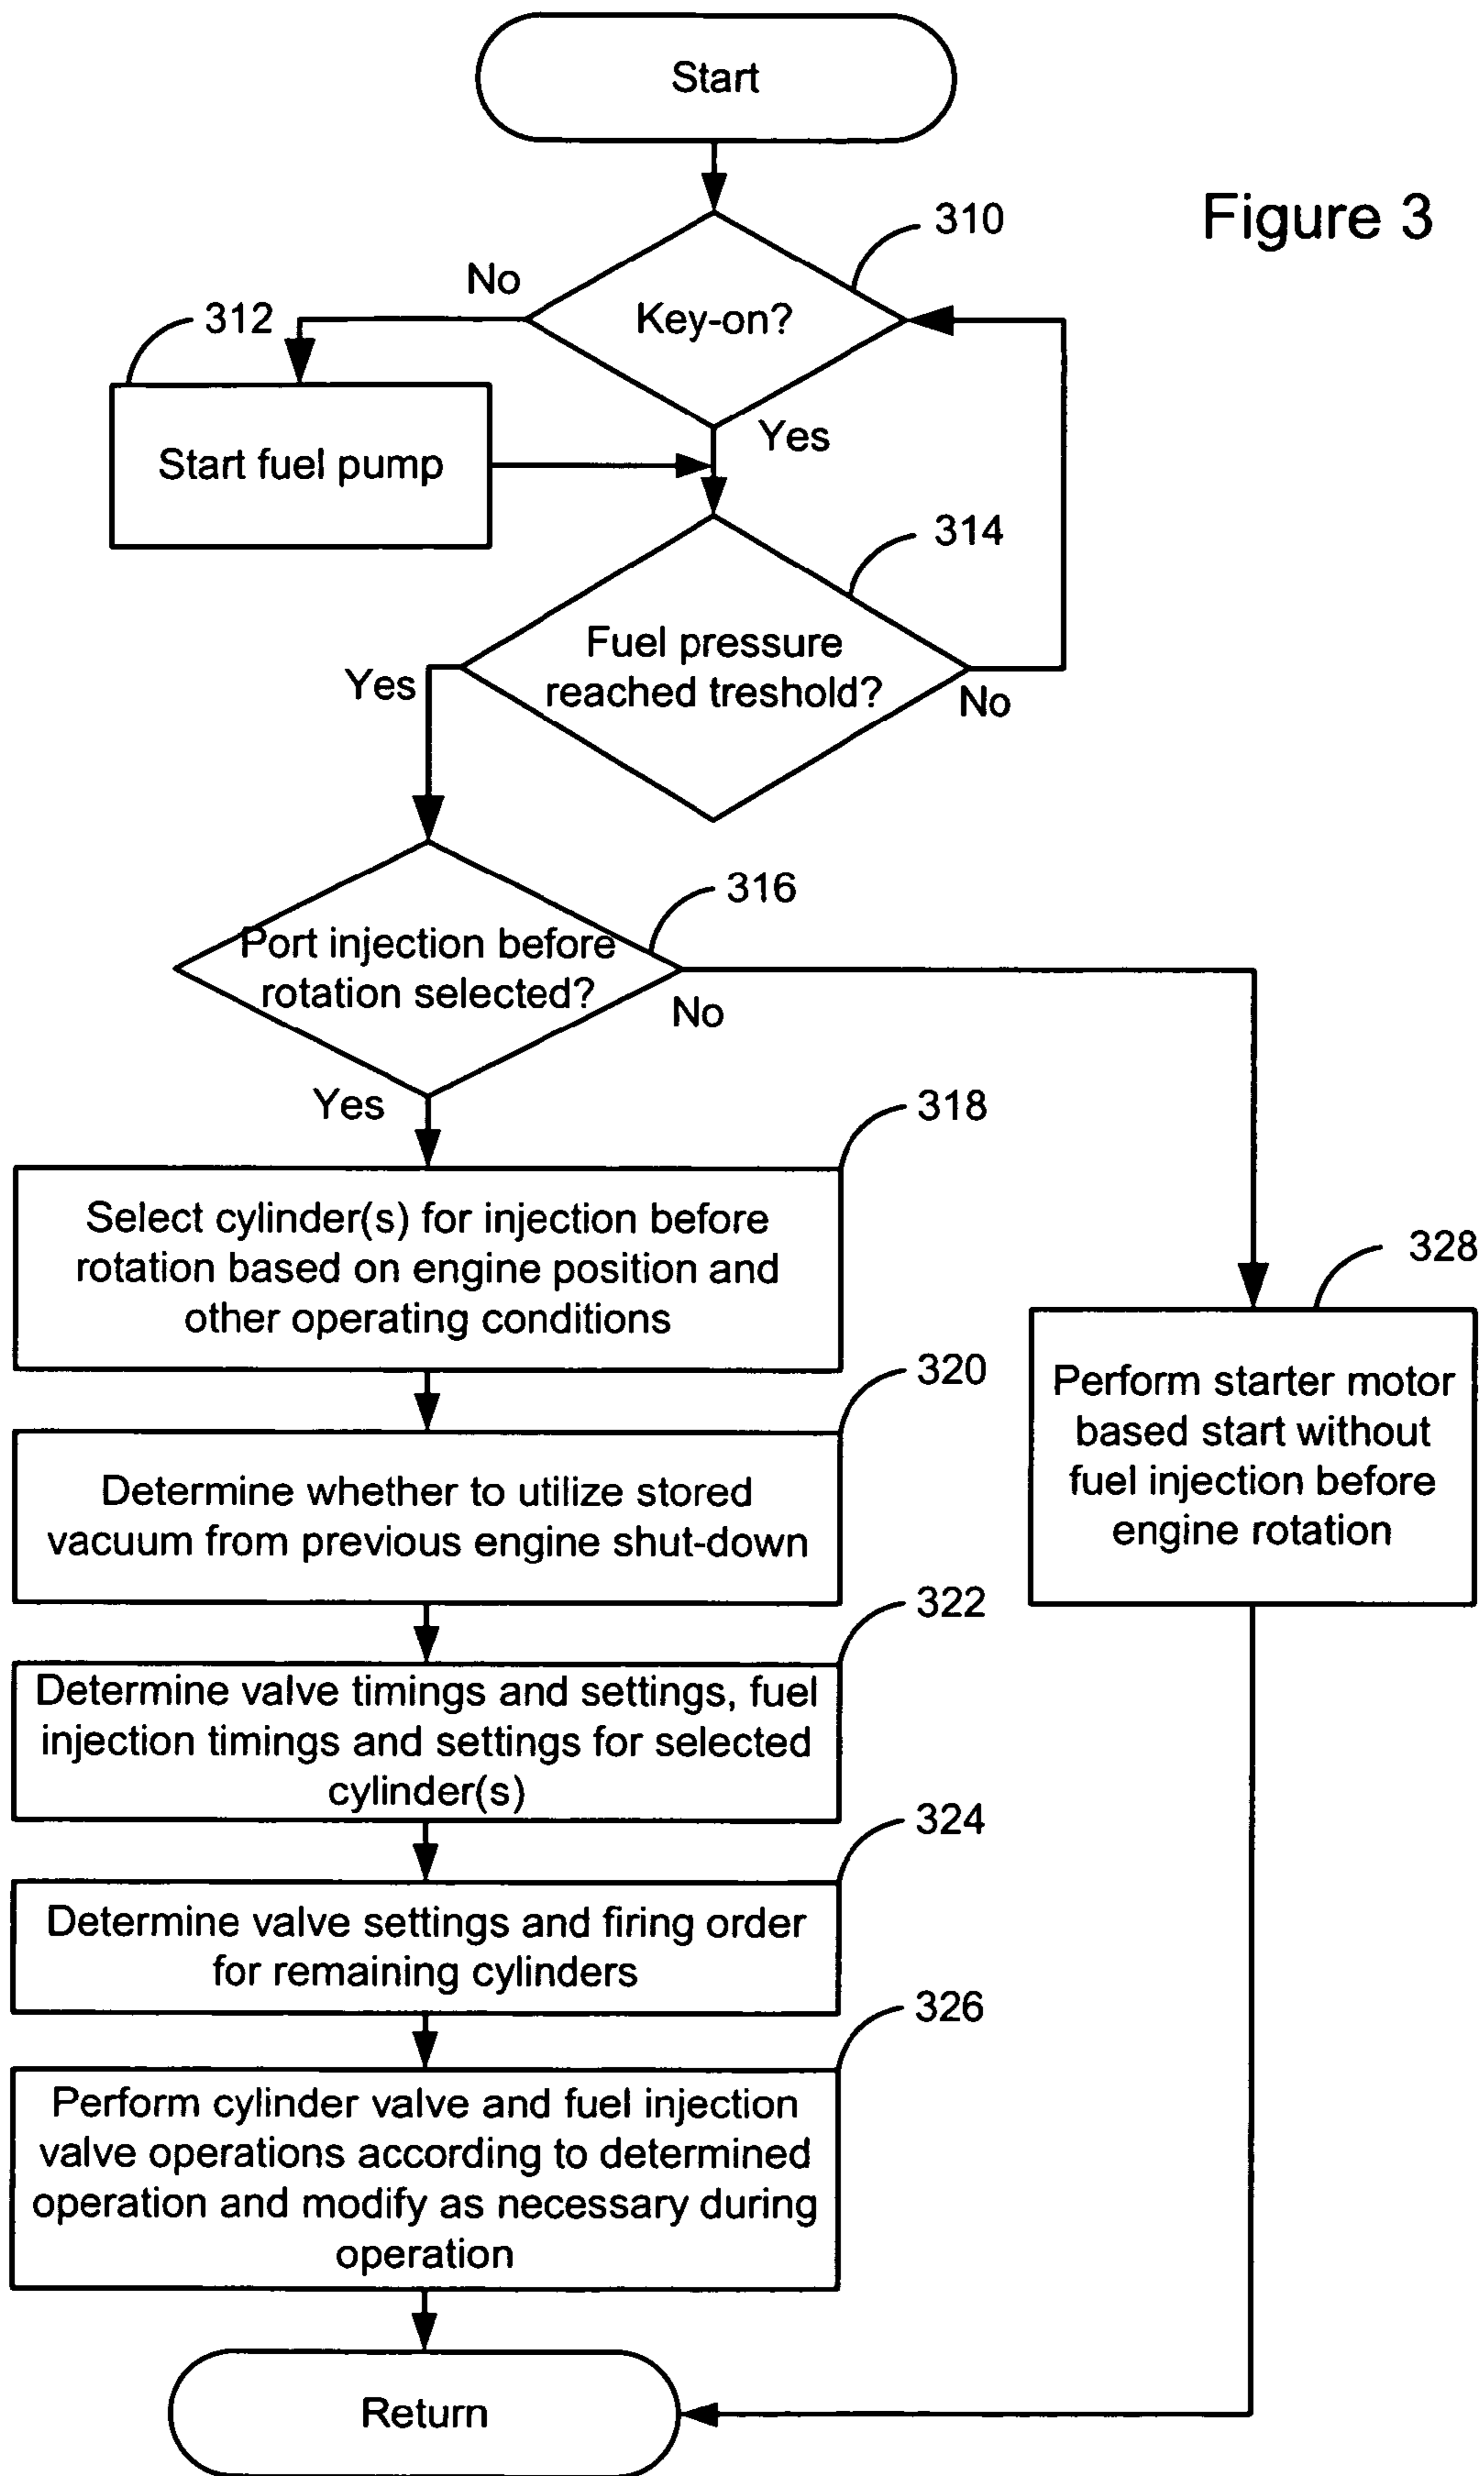 Start
Figure 3
310
No
Key-on?
312
Yes
Start fuel pump
314
Fuel pressure
reached treshold?
Yes
No
316
Port injection before
rotation selected?
No
Yes
318
Select cylinder(s) for injection before
rotation based on engine position and
other operating conditions
328
Perform starter motor
based start without
fuel injection before
engine rotation
320
Determine whether to utilize stored
vacuum from previous engine shut-down
322
Determine valve timings and settings, fuel
injection timings and settings for selected
cylinder(s)
324
Determine valve settings and firing order
for remaining cylinders
326
Perform cylinder valve and fuel injection
valve operations according to determined
operation and modify as necessary during
operation
Return